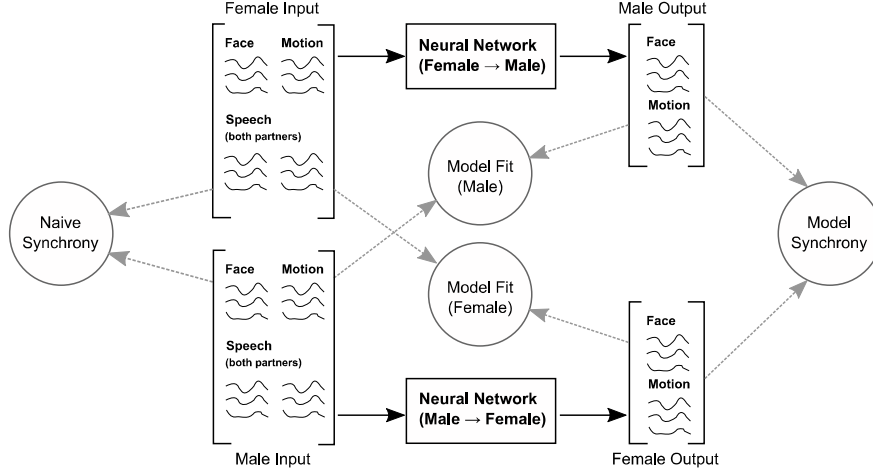 Female Input
Face Motion
Speech
(both partners)
Neural Network
(Female → Male)
Male Output
Face
Motion
Model Fit
(Male)
Naive
Synchrony
Model
Synchrony
Model Fit
(Female)
Face Motion
Speech
(both partners)
Male Input
Neural Network
(Male → Female)
Face
Motion
Female Output